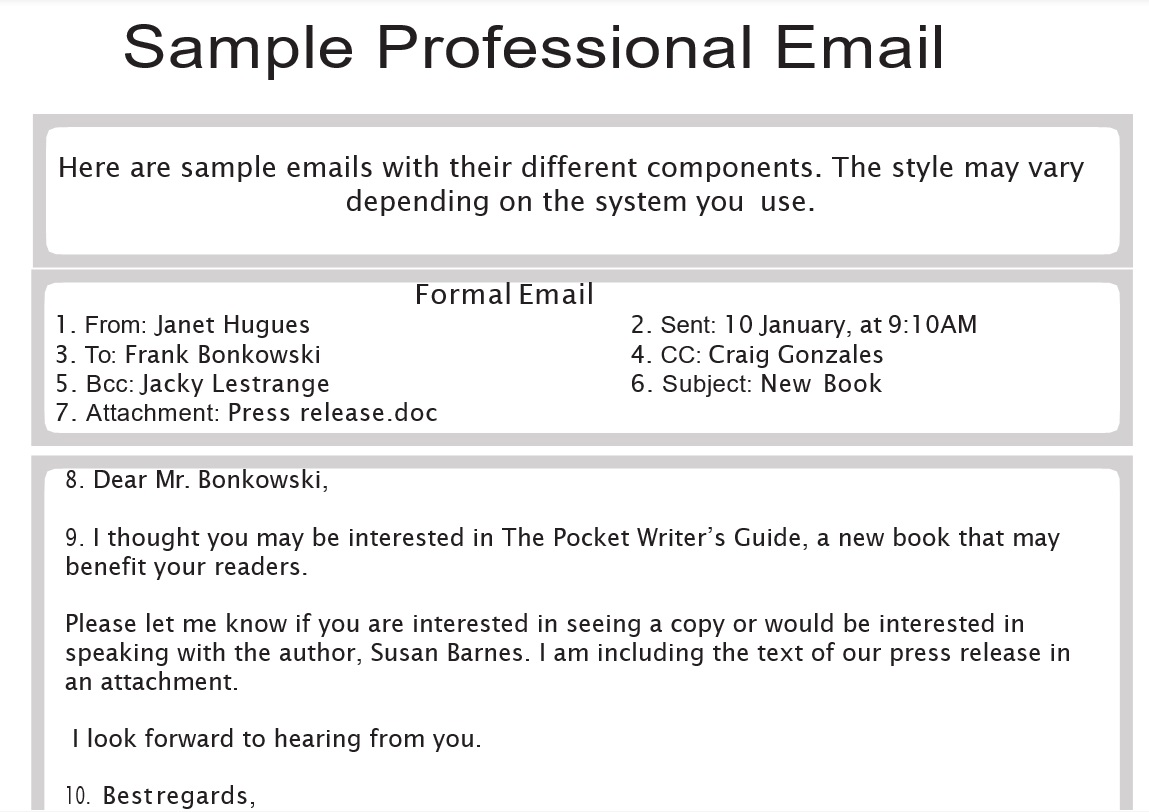 Sample Professional Email
Here are sample emails with their different components. The style may vary
depending on the system you use.
Formal Email
1. From: Janet Hugues
2. Sent: 10 January, at 9:10AM
3. To: Frank Bonkowski
4. CC: Craig Gonzales
5. Bcc: Jacky Lestrange
6. Subject: New Book
7. Attachment: Press release.doc
8. Dear Mr. Bonkowski,
9. I thought you may be interested in The Pocket Writer’s Guide, a new book that may
benefit your readers.
Please let me know if you are interested in seeing a copy or would be interested in
speaking with the author, Susan Barnes. I am including the text of our press release in
an attachment.
I look forward to hearing from you.
10. Best regards,